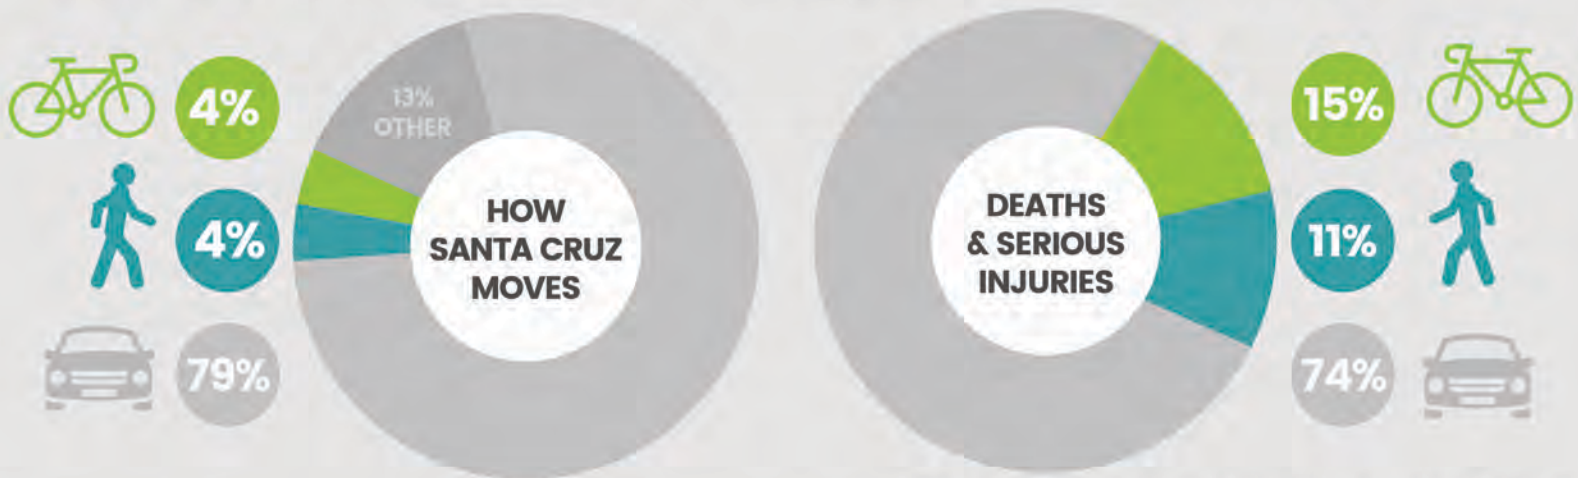 4%
4%
79%
13%
OTHER
HOW
SANTA CRUZ
MOVES
DEATHS
& SERIOUS
INJURIES
15%
11%
74%